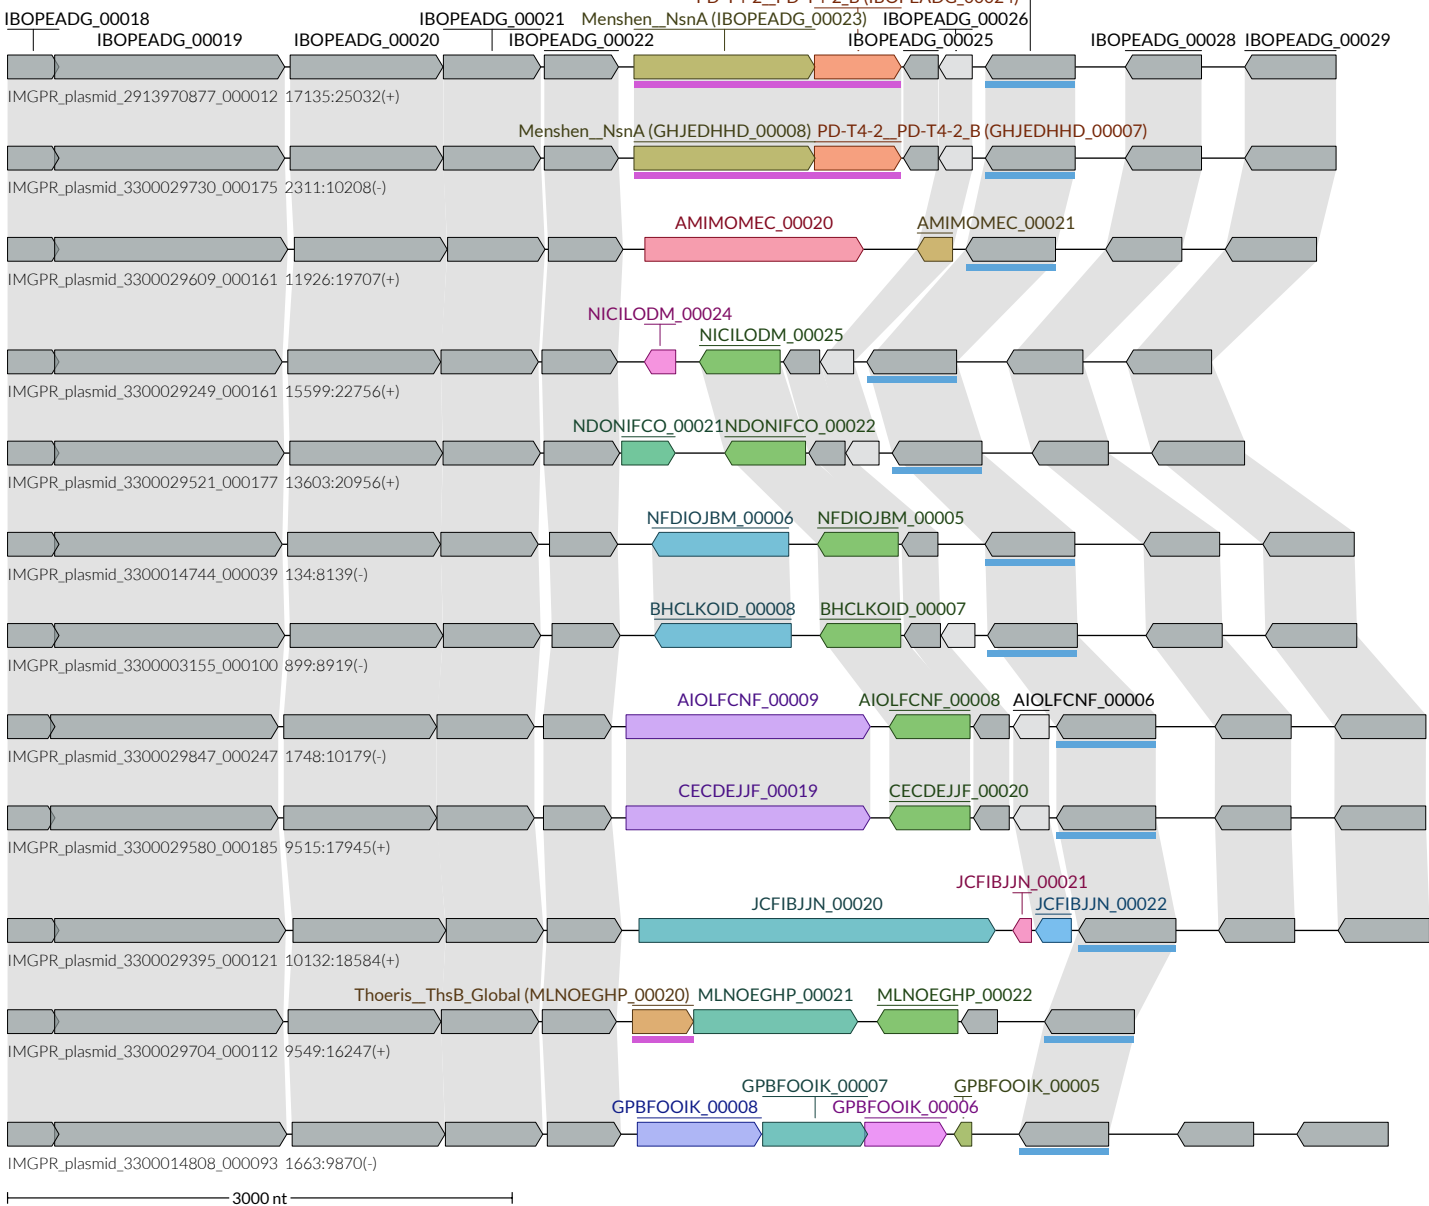 IBOPEADG_00018 IBOPEADG_00021 Menshen__NsnA (IBOPEADG_00023) IBOPEADG_00026
IBOPEADG_00019 IBOPEADG_00020 IBOPEADG_00022 IBOPEADG_00025 IBOPEADG_00028 IBOPEADG_00029
IMGPR_plasmid_2913970877_000012 17135:25032(+)
Menshen__NsnA (GHJEDHHD_00008) PD-T4-2__PD-T4-2_B (GHJEDHHD_00007)
IMGPR_plasmid_3300029730_000175 2311:10208(-)
AMIMOMEC_00020 AMIMOMEC_00021
IMGPR_plasmid_3300029609_000161 11926:19707(+)
NICILODM_00024
NICILODM_00025
IMGPR_plasmid_3300029249_000161 15599:22756(+)
NDONIFCO_00021 NDONIFCO_00022
IMGPR_plasmid_3300029521_000177 13603:20956(+)
NFDIOJBM_00006 NFDIOJBM_00005
IMGPR_plasmid_3300014744_000039 134:8139(-)
BHCLKOID_00008 BHCLKOID_00007
IMGPR_plasmid_3300003155_000100 899:8919(-)
AIOLFCNF_00009 AIOLFCNF_00008 AIOLFCNF_00006
IMGPR_plasmid_3300029847_000247 1748:10179(-)
CECDEJJF_00019 CECDEJJF_00020
IMGPR_plasmid_3300029580_000185 9515:17945(+)
JCFIBJJN_00021
JCFIBJJN_00020 JCFIBJJN_00022
IMGPR_plasmid_3300029395_000121 10132:18584(+)
Thoeris__ThsB_Global (MLNOEGHP_00020) MLNOEGHP_00021 MLNOEGHP_00022
IMGPR_plasmid_3300029704_000112 9549:16247(+)
GPBFOOIK_00007 GPBFOOIK_00005
GPBFOOIK_00008 GPBFOOIK_00006
IMGPR_plasmid_3300014808_000093 1663:9870(-)
3000 nt